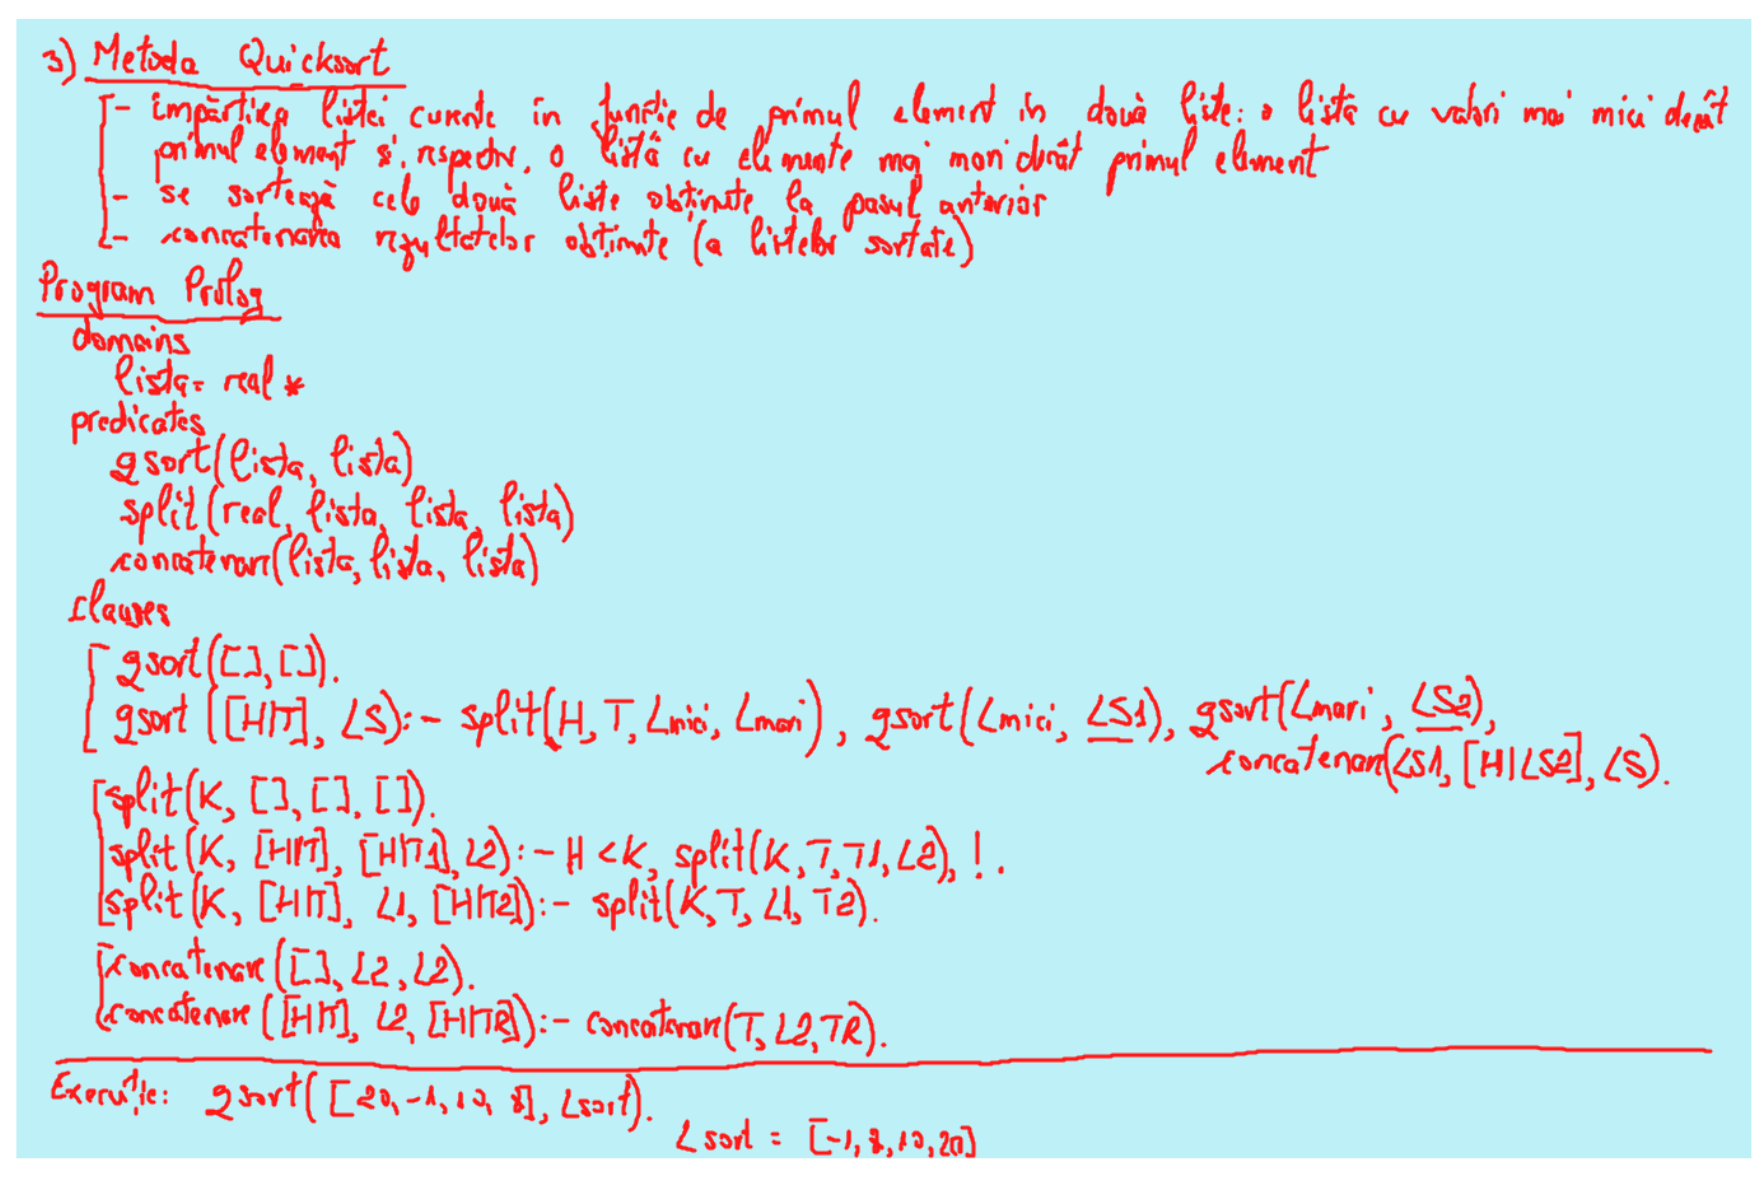 3) Metoda Quicksort
- împărțirea listei curente în funcție de primul element în două liste: o listă cu valori mai mici decât
primul element și, respectiv, o listă cu elemente mai mari decât primul element
- se sortează cele două liste obținute la pasul anterior
- concatenarea rezultatelor obținute (a listelor sortate)
Program Prolog
domains
lista = real *
predicates
qsort(lista, lista)
split(real, lista, lista, lista)
concatenare(lista, lista, lista)
clauses
qsort([], []).
qsort([H|T], LS):- split(H, T, Lmici, Lmari), qsort(Lmici, LS1), qsort(Lmari, LS2),
concatenare(LS1, [H|LS2], LS).
split(K, [], [], []).
split(K, [H|T], [H|T1], L2):- H<K, split(K, T, T1, L2), !.
split(K, [H|T], L1, [H|T2]):- split(K, T, L1, T2).
concatenare([], L2, L2).
concatenare([H|T], L2, [H|TR]):- concatenare(T, L2, TR).
Execuție: qsort([20, -1, 10, 8], Lsort).
Lsort = [-1, 8, 10, 20]